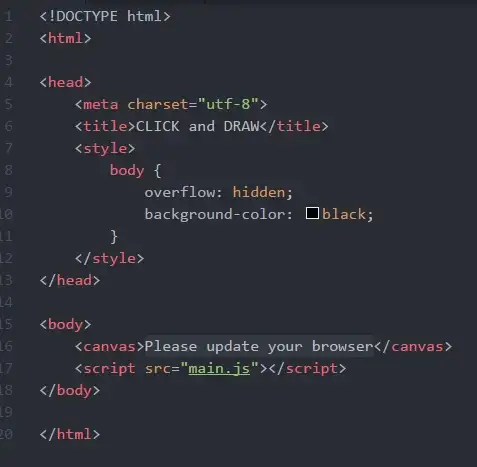 1 <!DOCTYPE html>
2 <html>
3
4 <head>
5     <meta charset="utf-8">
6     <title>CLICK and DRAW</title>
7     <style>
8         body {
9             overflow: hidden;
10             background-color: black;
11         }
12     </style>
13 </head>
14
15 <body>
16     <canvas>Please update your browser</canvas>
17     <script src="main.js"></script>
18 </body>
19
20 </html>